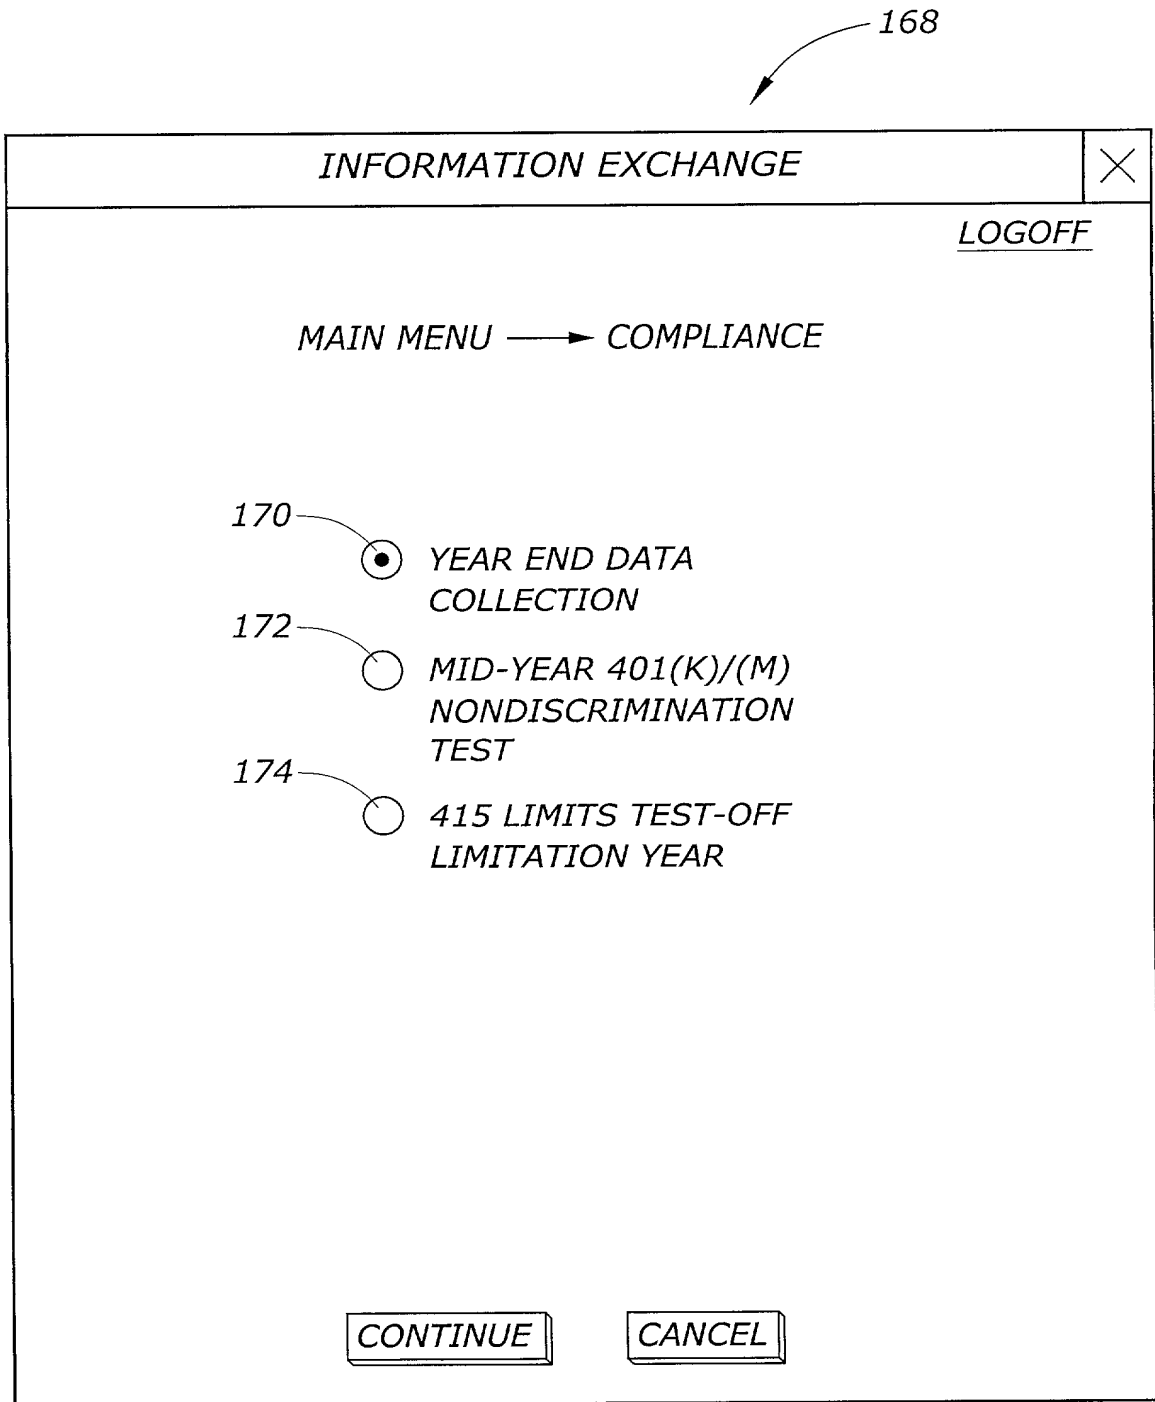 168
INFORMATION EXCHANGE
LOGOFF
MAIN MENU → COMPLIANCE
170
YEAR END DATA
COLLECTION
172
MID-YEAR 401(K)/(M)
NONDISCRIMINATION
TEST
174
415 LIMITS TEST-OFF
LIMITATION YEAR
CONTINUE CANCEL